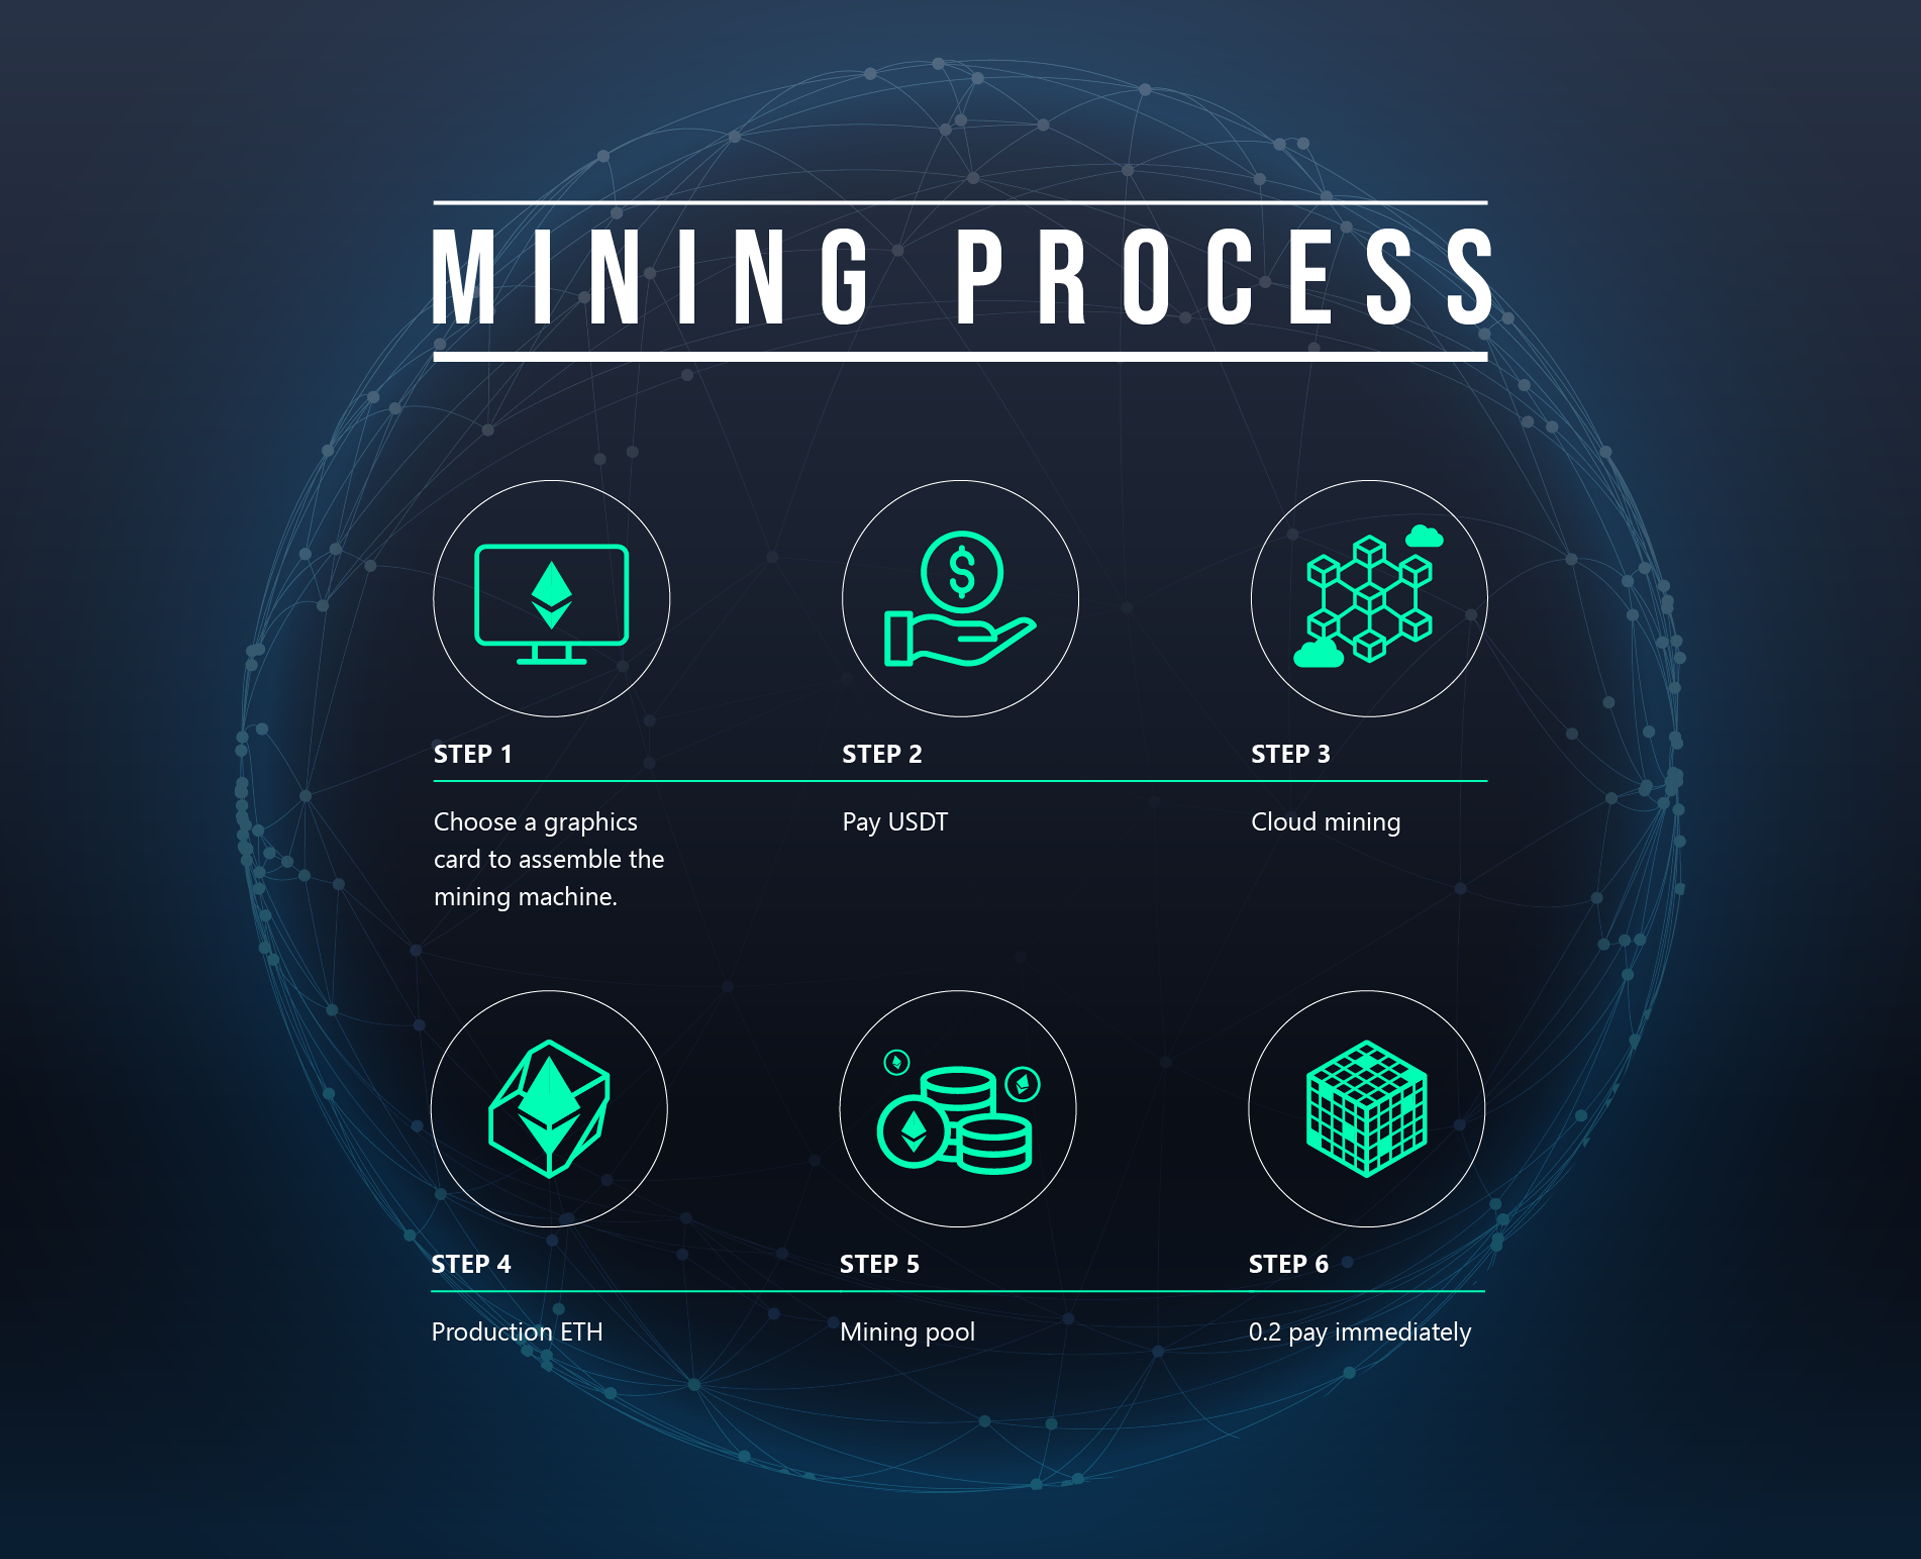 MINING PROCESS
STEP 1
Choose a graphics
card to assemble the
mining machine.
STEP 2
Pay USDT
STEP 3
Cloud mining
STEP 4
Production ETH
STEP 5
Mining pool
STEP 6
0.2 pay immediately